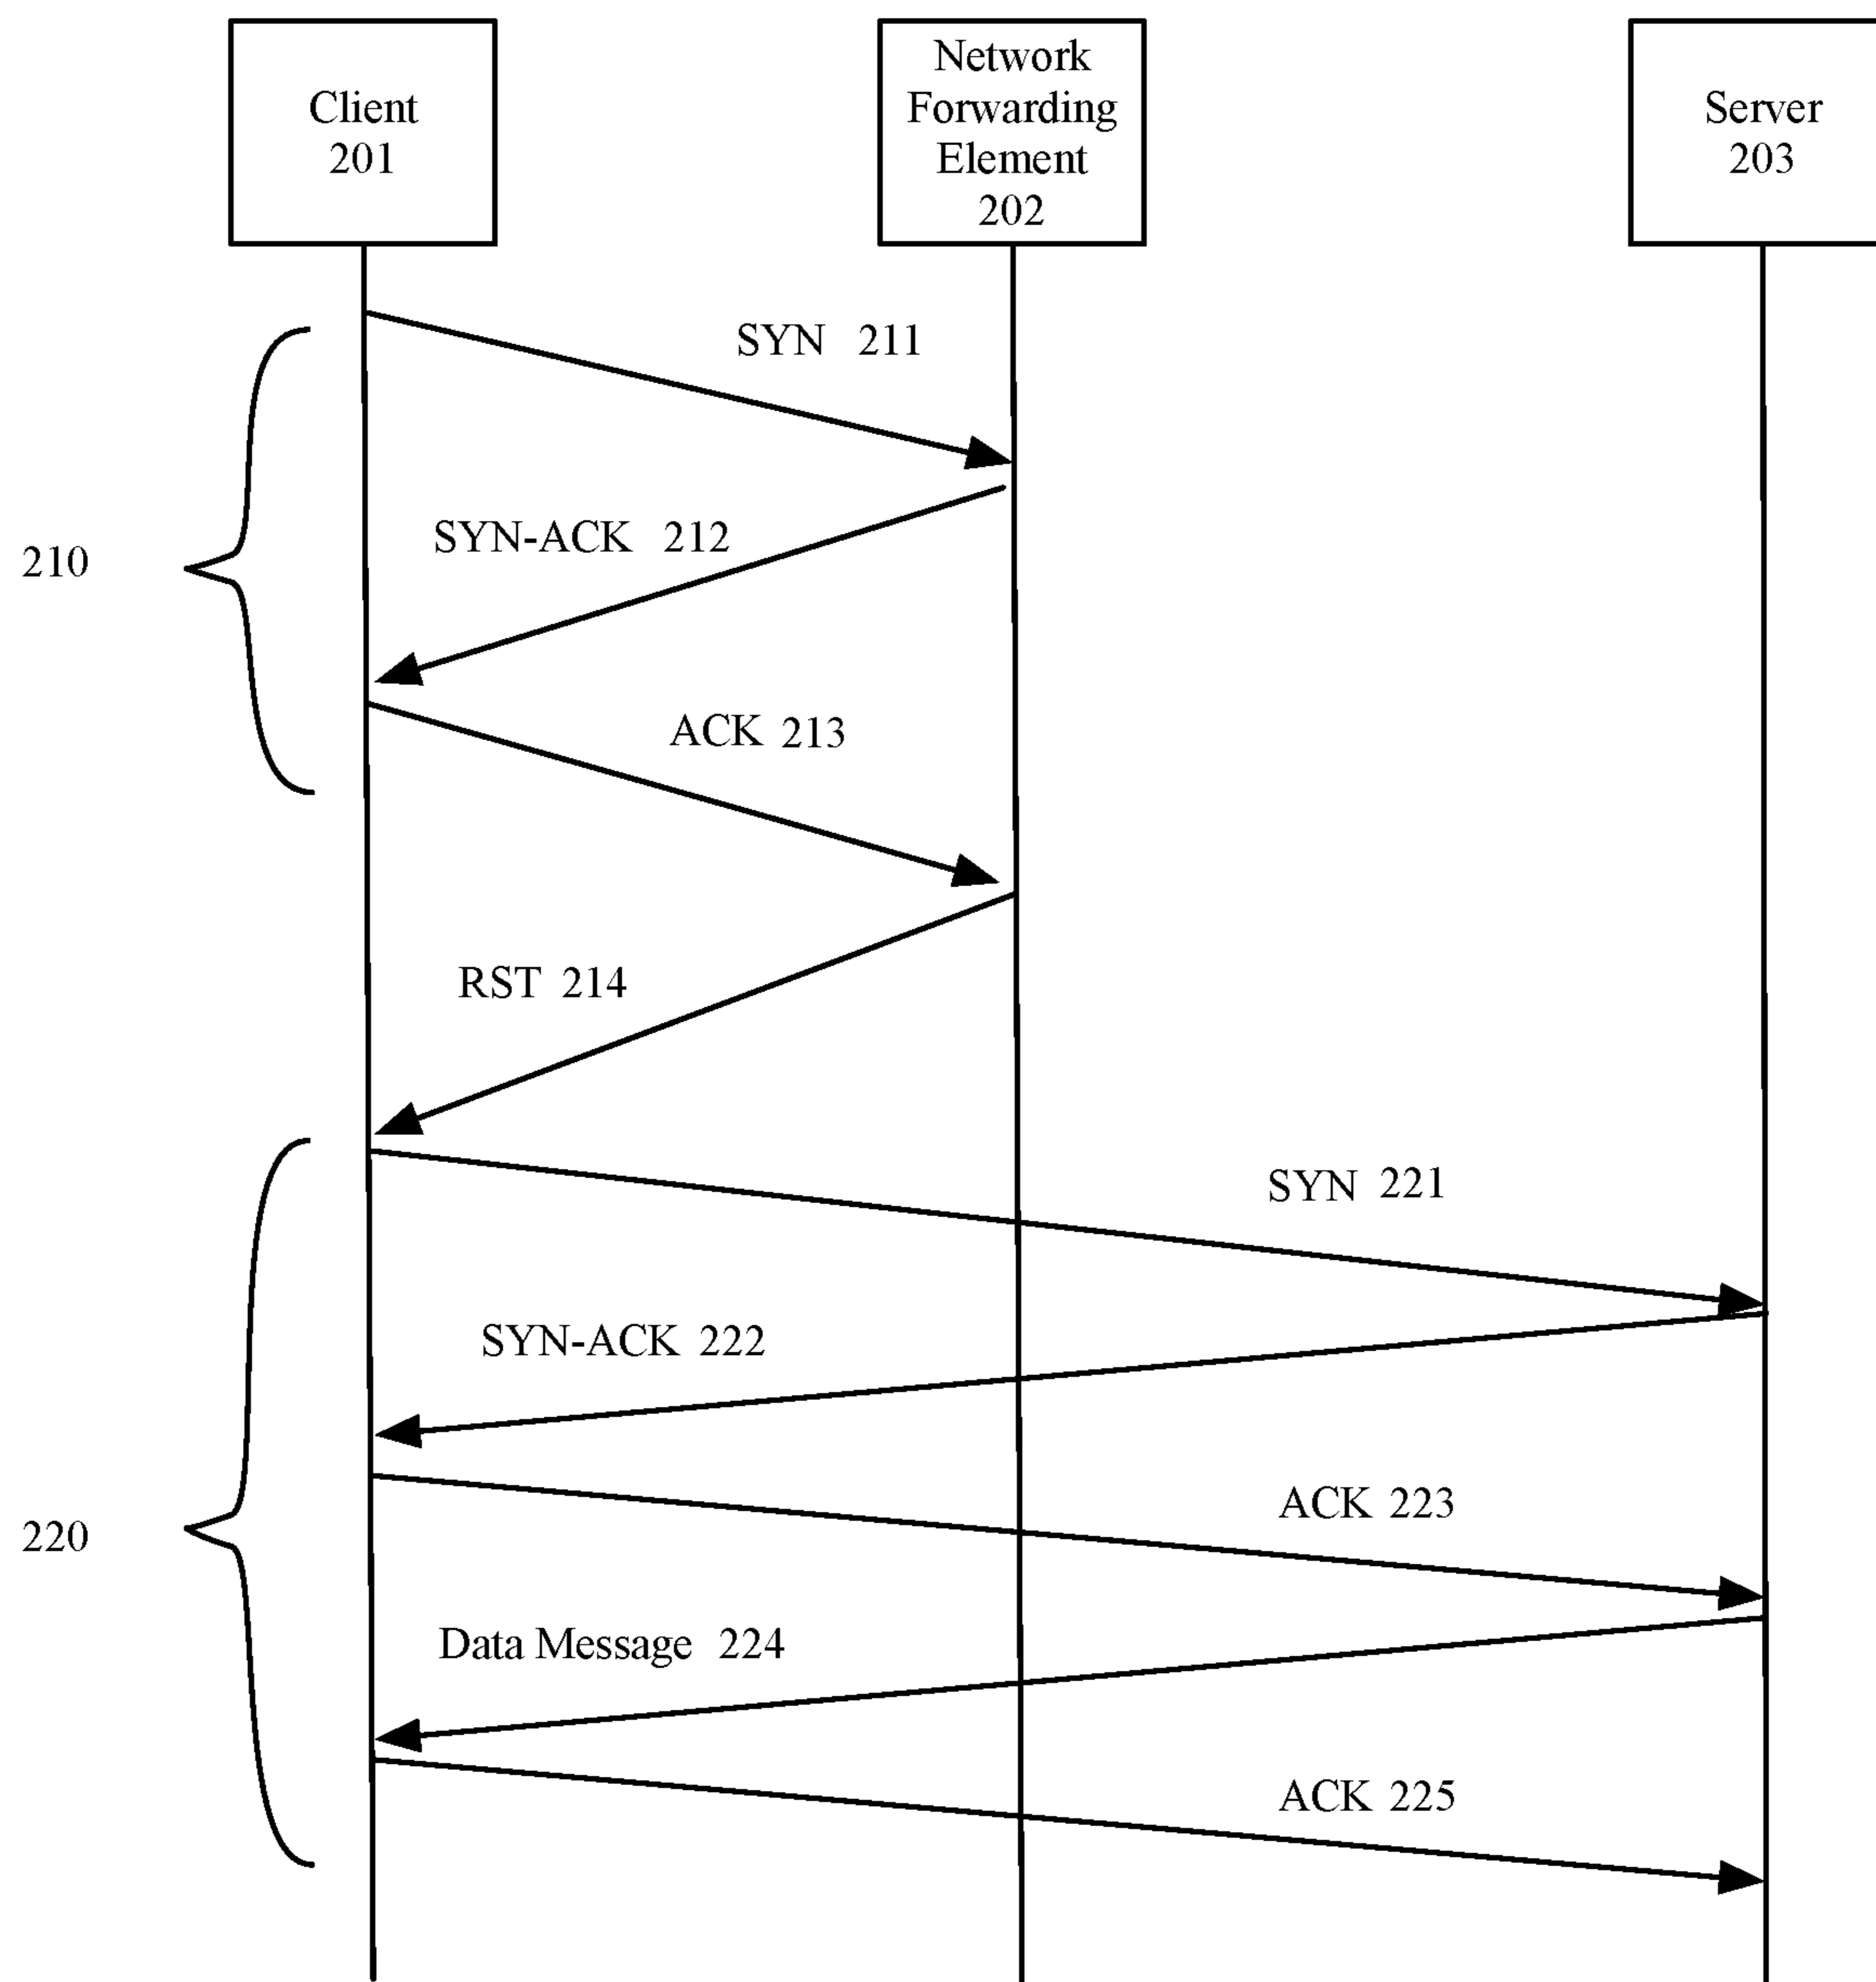 Client
201
Network
Forwarding
Element
202
Server
203
SYN 211
SYN-ACK 212
210
ACK 213
RST 214
SYN 221
SYN-ACK 222
ACK 223
220
Data Message 224
ACK 225